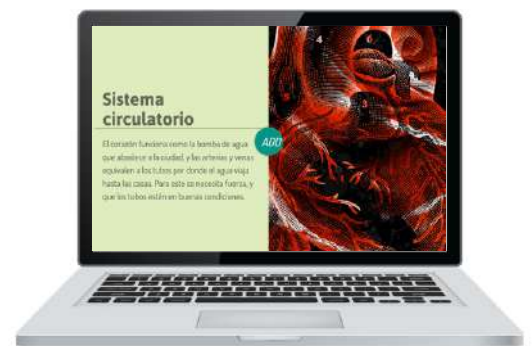 Sistema
circulatorio
El corazón funciona como la bomba de agua
que abastece a la ciudad, y las arterias y venas
equivalen a los tubos por donde el agua viaja
hasta las casas. Para esto se necesita fuerza, y
que los tubos estén en buenas condiciones.
ADD
4